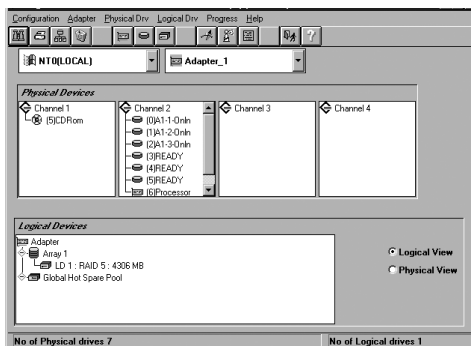 Configuration Adapter Physical Drv Logical Drv Progress Help
NT0(LOCAL) Adapter_1
Physical Devices
Channel 1
(5)CDRom
Channel 2
(0)A1-1-Onln
(1)A1-2-Onln
(2)A1-3-Onln
(3)READY
(4)READY
(5)READY
(6)Processor
Channel 3
Channel 4
Logical Devices
Adapter
Array 1
LD 1 : RAID 5 : 4306 MB
Global Hot Spare Pool
Logical View
Physical View
No of Physical drives 7 No of Logical drives 1